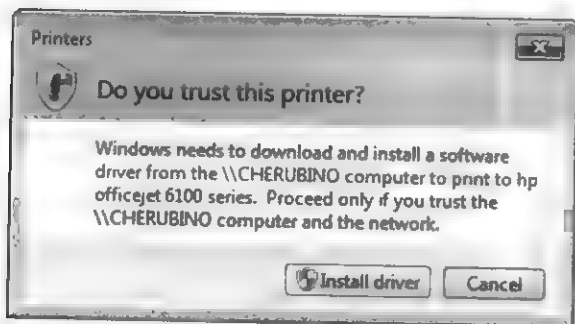 Printers
Do you trust this printer?
Windows needs to download and install a software
driver from the \\CHERUBINO computer to print to hp
officejet 6100 series. Proceed only if you trust the
\\CHERUBINO computer and the network.
Install driver
Cancel